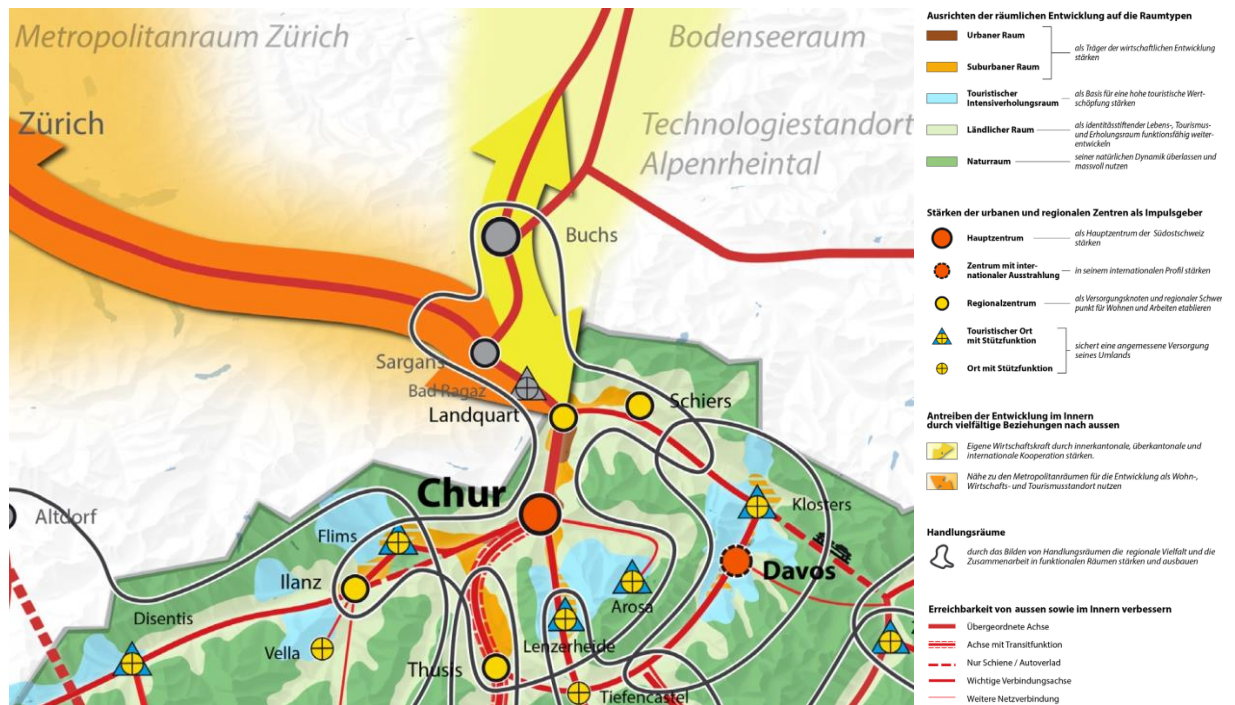 Metropolitanraum Zürich
Bodenseeraum
Zürich
Technologiestandort
Alpenrheintal
Buchs
Sargans
Bad Ragaz
Landquart
Schiers
Chur
Altdorf
Flims
Klosters
Ilanz
Davos
Arosa
Disentis
Lenzerheide
Vella
Thusis
Tiefencastel
Ausrichten der räumlichen Entwicklung auf die Raumtypen
Urbaner Raum
als Träger der wirtschaftlichen Entwicklung
stärken
Suburbaner Raum
Touristischer
Intensiverholungsraum
als Basis für eine hohe touristische Wert-
schöpfung stärken
Ländlicher Raum
als identitätsstiftender Lebens-, Tourismus-
und Erholungsraum funktionsfähig weiter-
entwickeln
Naturraum
seiner natürlichen Dynamik überlassen und
massvoll nutzen
Stärken der urbanen und regionalen Zentren als Impulsgeber
Hauptzentrum
als Hauptzentrum der Südostschweiz
stärken
Zentrum mit inter-
nationaler Ausstrahlung
in seinem internationalen Profil stärken
Regionalzentrum
als Versorgungsknoten und regionaler Schwer
punkt für Wohnen und Arbeiten etablieren
Touristischer Ort
mit Stützfunktion
sichert eine angemessene Versorgung
seines Umlands
Ort mit Stützfunktion
Antreiben der Entwicklung im Innern
durch vielfältige Beziehungen nach aussen
Eigene Wirtschaftskraft durch innerkantonale, überkantonale und
internationale Kooperation stärken.
Nähe zu den Metropolitanräumen für die Entwicklung als Wohn-,
Wirtschafts- und Tourismusstandort nutzen
Handlungsräume
durch das Bilden von Handlungsräumen die regionale Vielfalt und die
Zusammenarbeit in funktionalen Räumen stärken und ausbauen
Erreichbarkeit von aussen sowie im Innern verbessern
Übergeordnete Achse
Achse mit Transitfunktion
Nur Schiene / Autoverlad
Wichtige Verbindungsachse
Weitere Netzverbindung